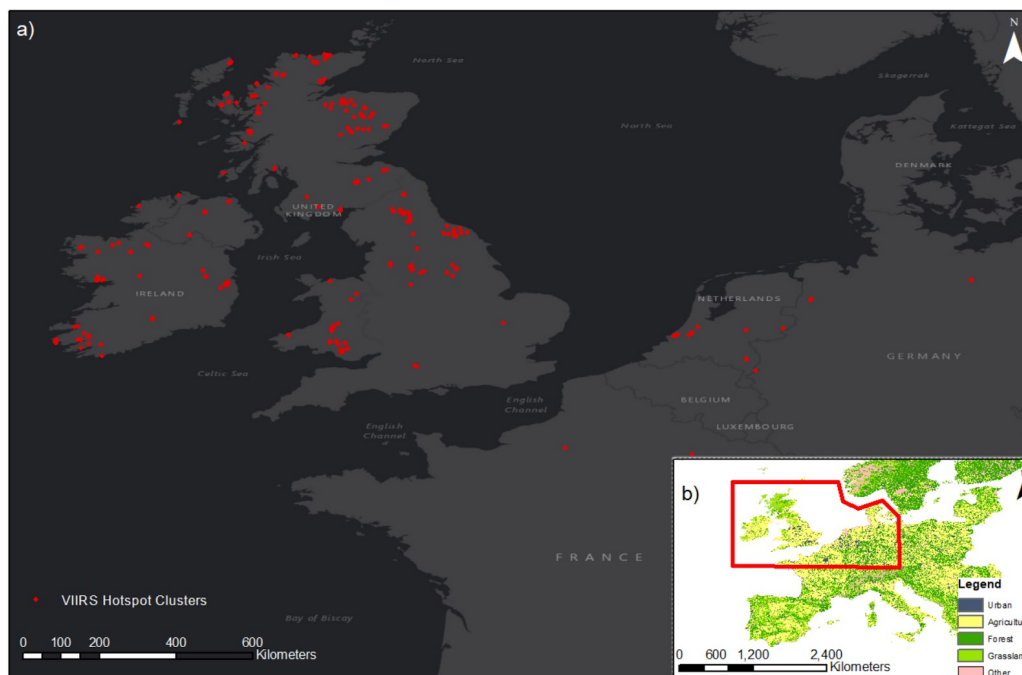 a)
N
North Sea
Skagerrak
North Sea
Kattegat Sea
DENMARK
UNITED
KINGDOM
Irish Sea
IRELAND
NETHERLANDS
GERMANY
Celtic Sea
English
Channel
BELGIUM
English
Channel
LUXEMBOURG
b)
FRANCE
Legend
VIIRS Hotspot Clusters
Urban
Bay of Biscay
Agricultu
Forest
0 100 200 400 600
Kilometers
0 600 1,200 2,400
Kilometers
Grasslan
Other